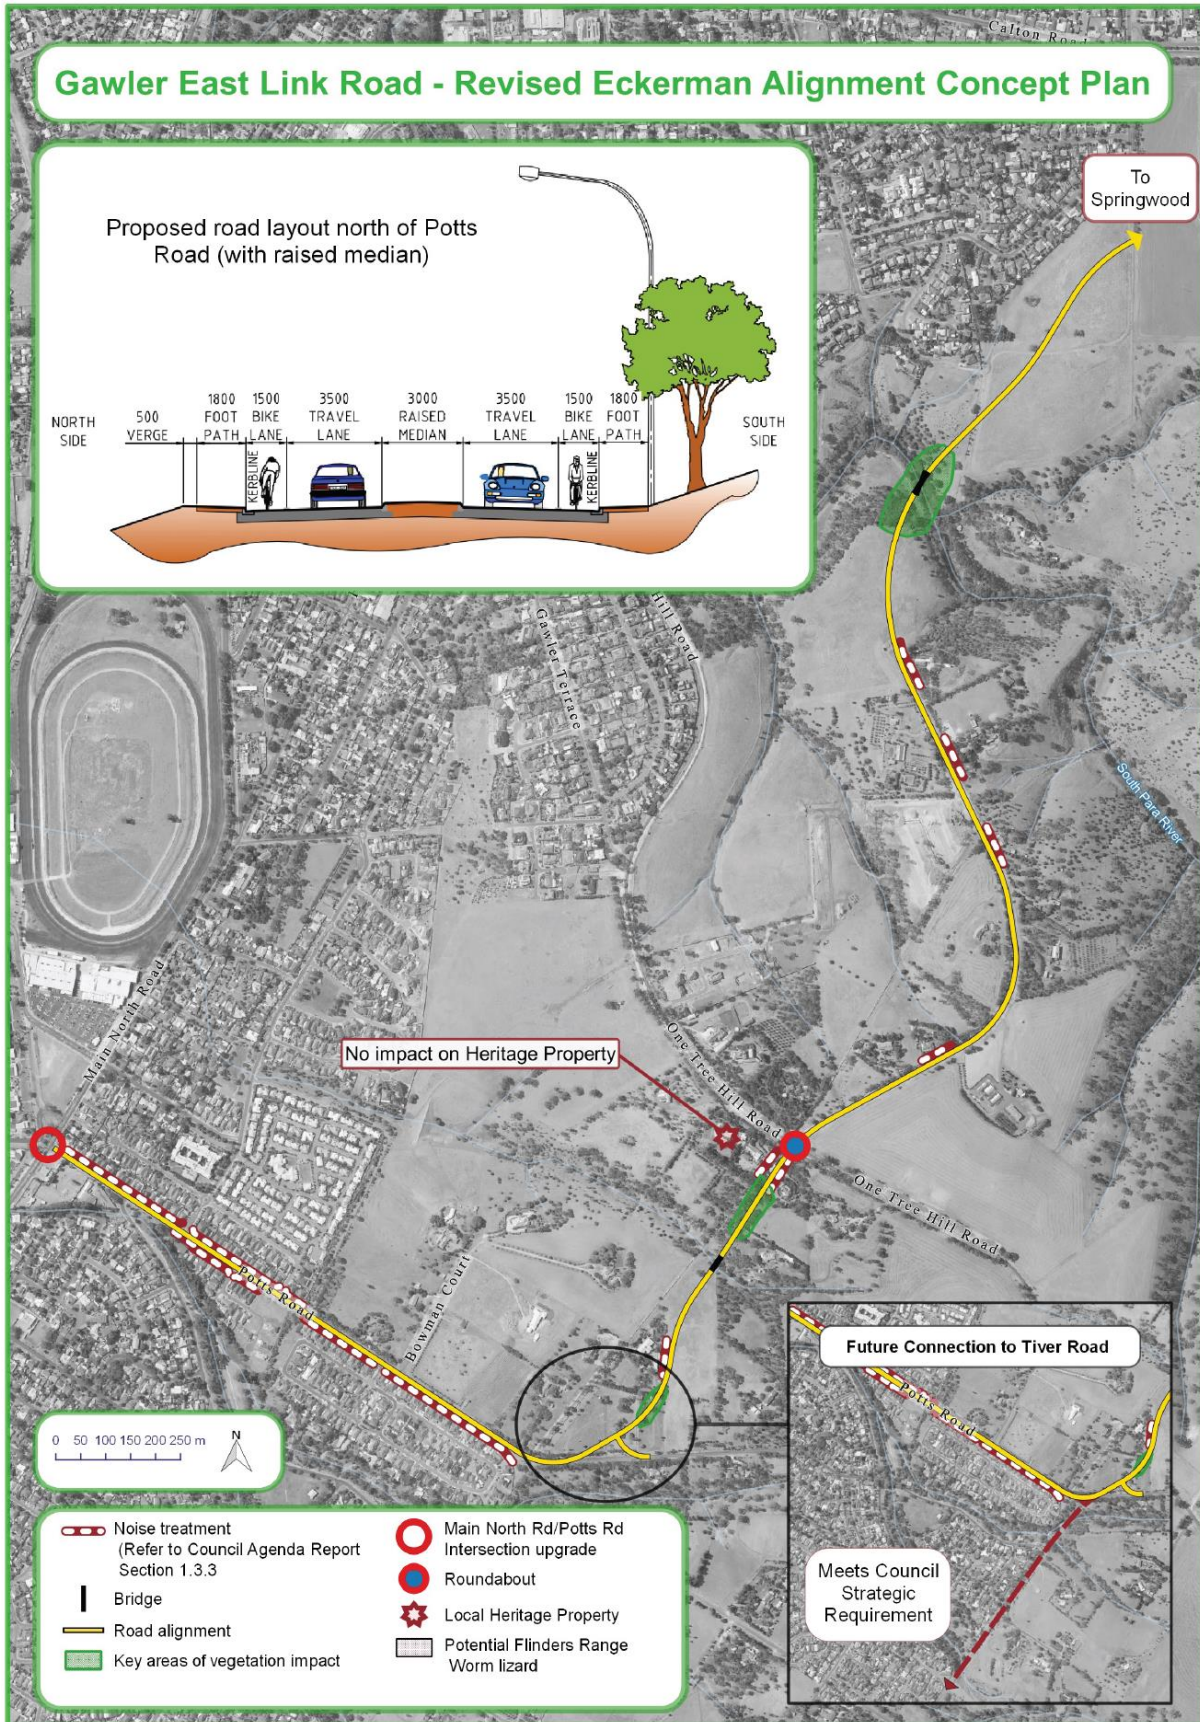 Calton Road
Gawler East Link Road - Revised Eckerman Alignment Concept Plan
To
Springwood
Proposed road layout north of Potts
Road (with raised median)
NORTH
SIDE
500
VERGE
1800
FOOT
PATH
1500
BIKE
LANE
3500
TRAVEL
LANE
3000
RAISED
MEDIAN
3500
TRAVEL
LANE
1500
BIKE
LANE
1800
FOOT
PATH
SOUTH
SIDE
KERBLINE
KERBLINE
Hill Road
Gawler Terrace
South Para River
Main North Road
No impact on Heritage Property
One Tree Hill Road
One Tree Hill Road
Potts Road
Bowman Court
Future Connection to Tiver Road
Potts Road
Meets Council
Strategic
Requirement
0 50 100 150 200 250 m
N
Noise treatment
(Refer to Council Agenda Report
Section 1.3.3
Bridge
Road alignment
Key areas of vegetation impact
Main North Rd/Potts Rd
Intersection upgrade
Roundabout
Local Heritage Property
Potential Flinders Range
Worm lizard